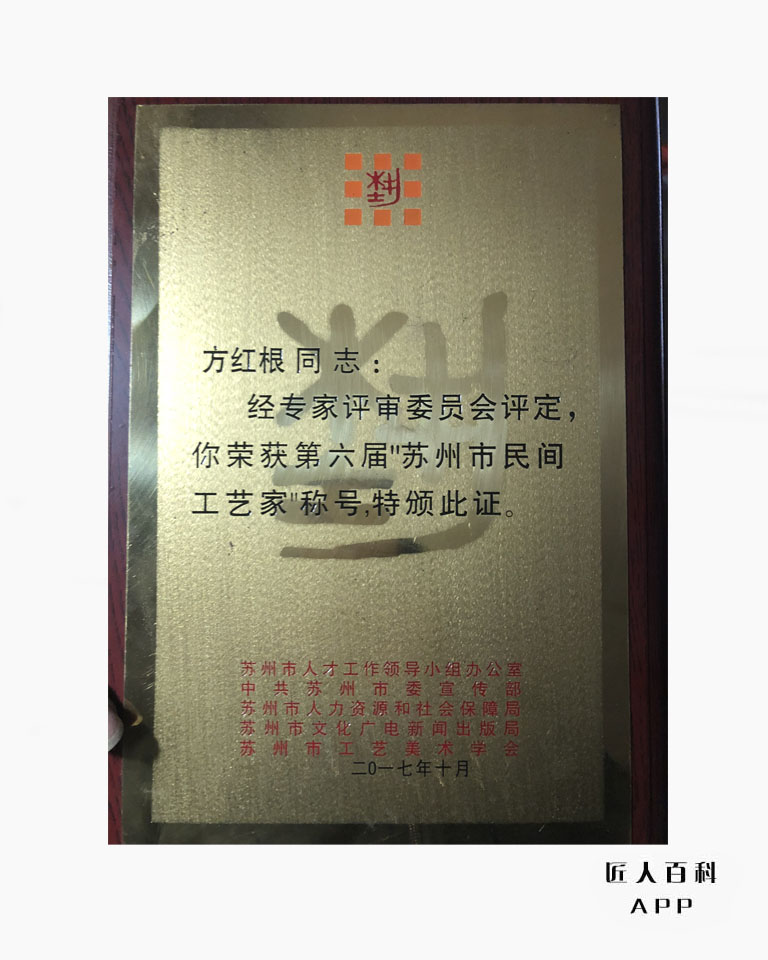 方红根同志：
经专家评审委员会评定，
你荣获第六届"苏州市民间
工艺家"称号,特颁此证。
苏州市人才工作领导小组办公室
中共苏州市委宣传部
苏州市人力资源和社会保障局
苏州市文化广电新闻出版局
苏州市工艺美术学会
二O一七年十月
匠人百科
APP